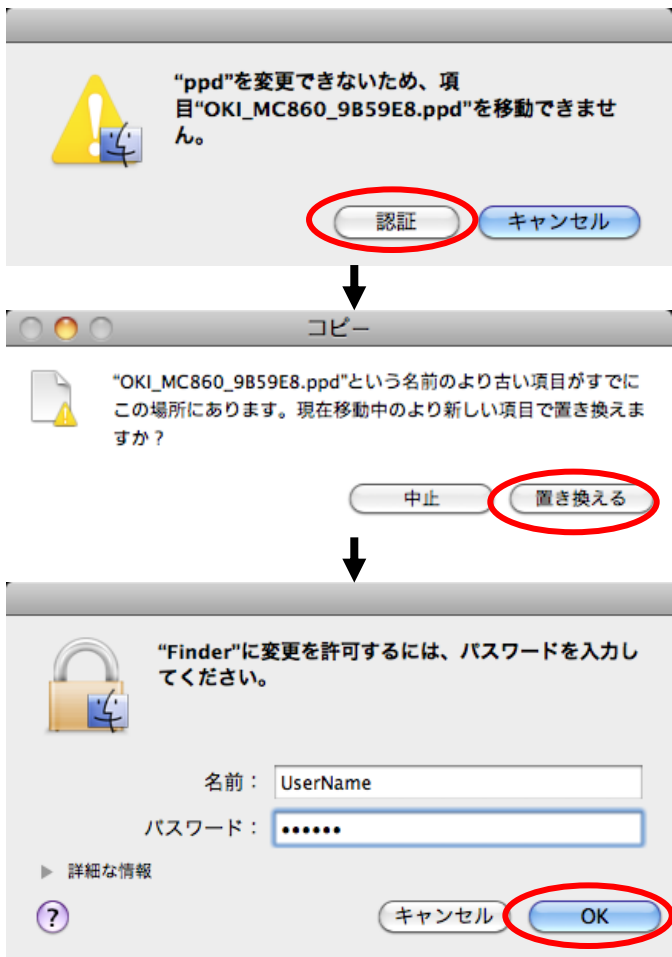 “ppd”を変更できないため、項
目“OKI_MC860_9B59E8.ppd”を移動できませ
ん。
認証
キャンセル
コピー
“OKI_MC860_9B59E8.ppd”という名前のより古い項目がすでに
この場所にあります。現在移動中のより新しい項目で置き換えま
すか？
中止
置き換える
“Finder”に変更を許可するには、パスワードを入力し
てください。
名前： UserName
パスワード： ••••••
▶ 詳細な情報
?
キャンセル
OK